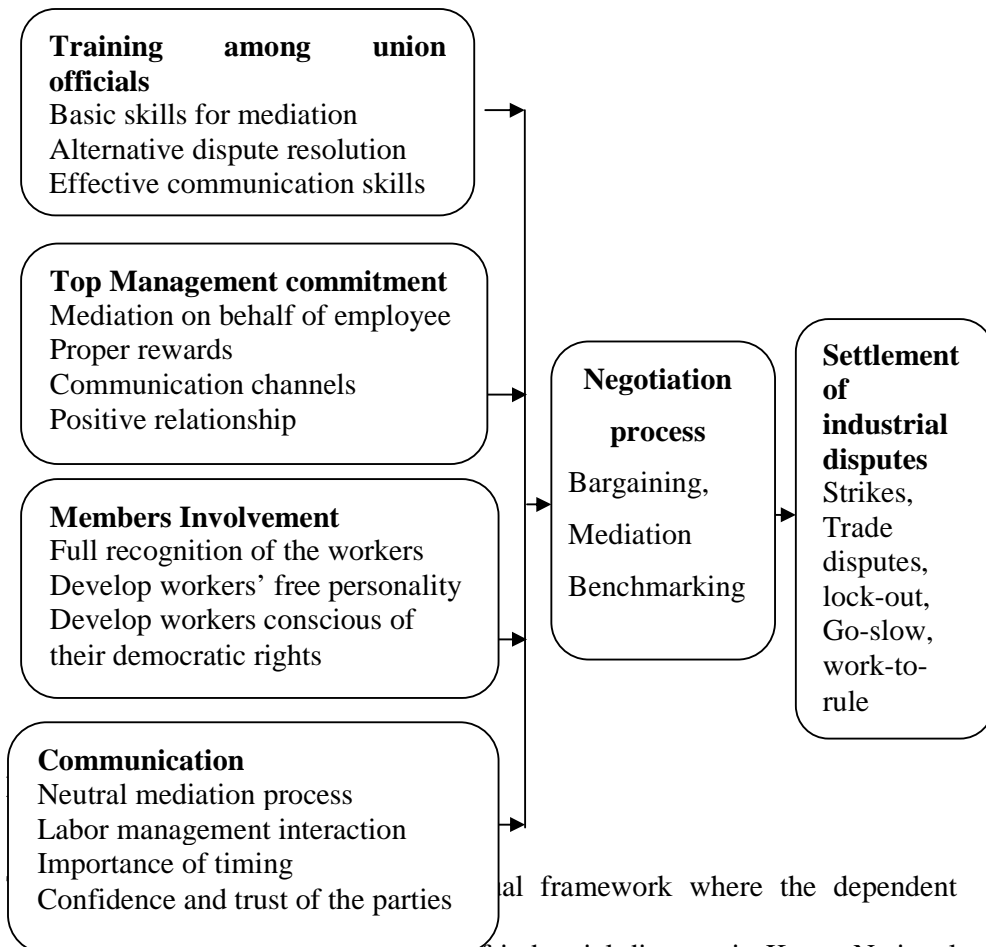 Training among union
officials
Basic skills for mediation
Alternative dispute resolution
Effective communication skills
Top Management commitment
Mediation on behalf of employee
Proper rewards
Communication channels
Positive relationship
Members Involvement
Full recognition of the workers
Develop workers’ free personality
Develop workers conscious of
their democratic rights
Communication
Neutral mediation process
Labor management interaction
Importance of timing
Confidence and trust of the parties
Negotiation
process
Bargaining,
Mediation
Benchmarking
Settlement
of
industrial
disputes
Strikes,
Trade
disputes,
lock-out,
Go-slow,
work-to-
rule
framework where the dependent